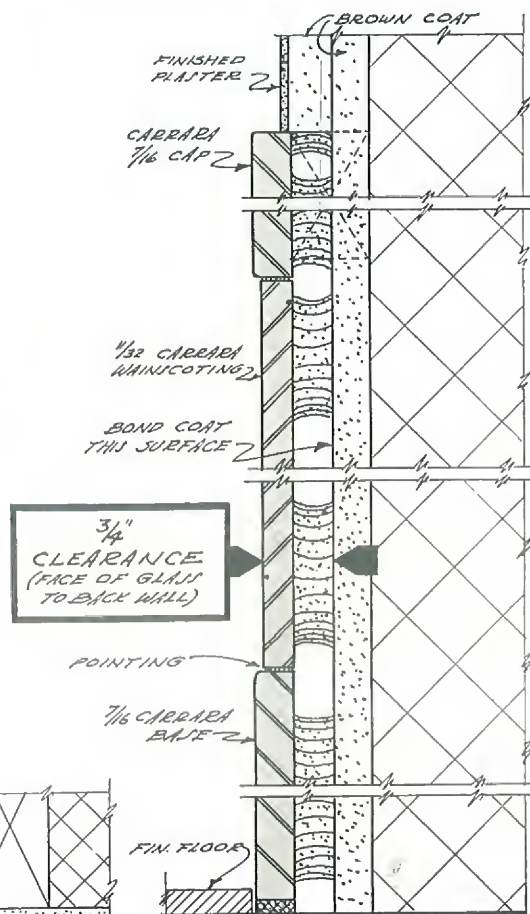 BROWN COAT
FINISHED
PLASTER
CARRARA
7/16 CAP
11/32 CARRARA
WAINSCOTING
BOND COAT
THIS SURFACE
3/4"
CLEARANCE
(FACE OF GLASS
TO BACK WALL)
POINTING
7/16 CARRARA
BASE
FIN. FLOOR